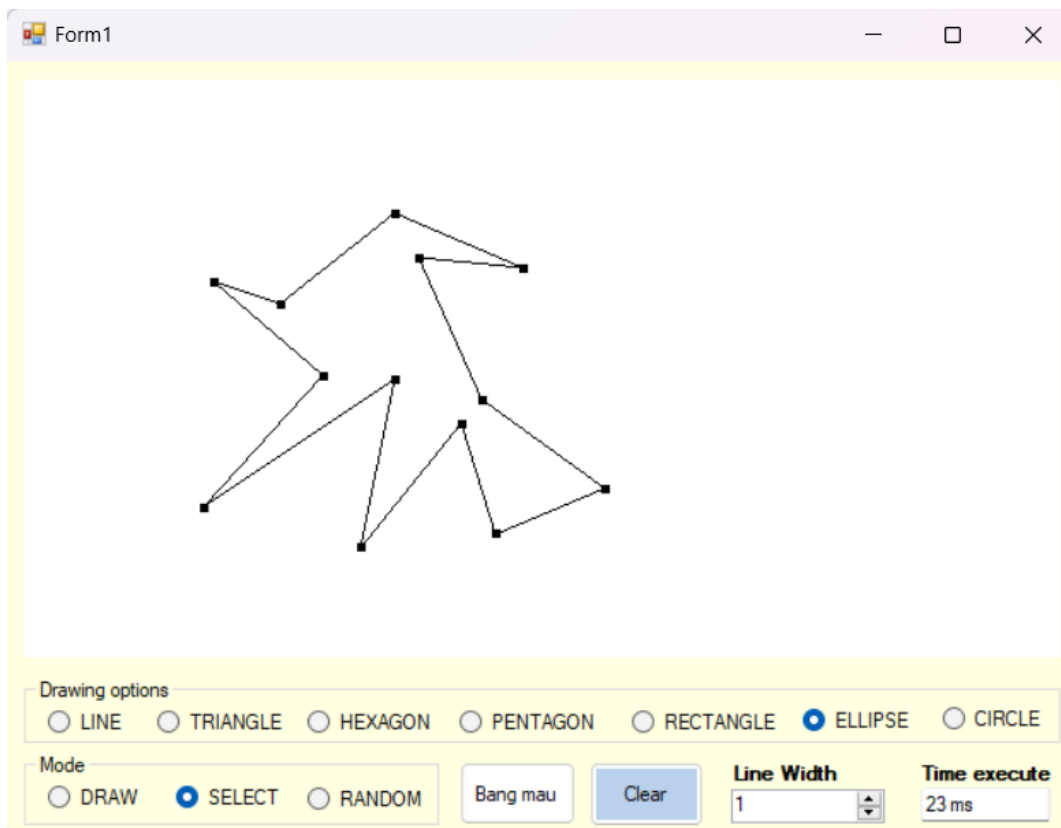 Form1
Drawing options
LINE TRIANGLE HEXAGON PENTAGON RECTANGLE ELLIPSE CIRCLE
Mode
DRAW SELECT RANDOM
Bang mau
Clear
Line Width
1
Time execute
23 ms